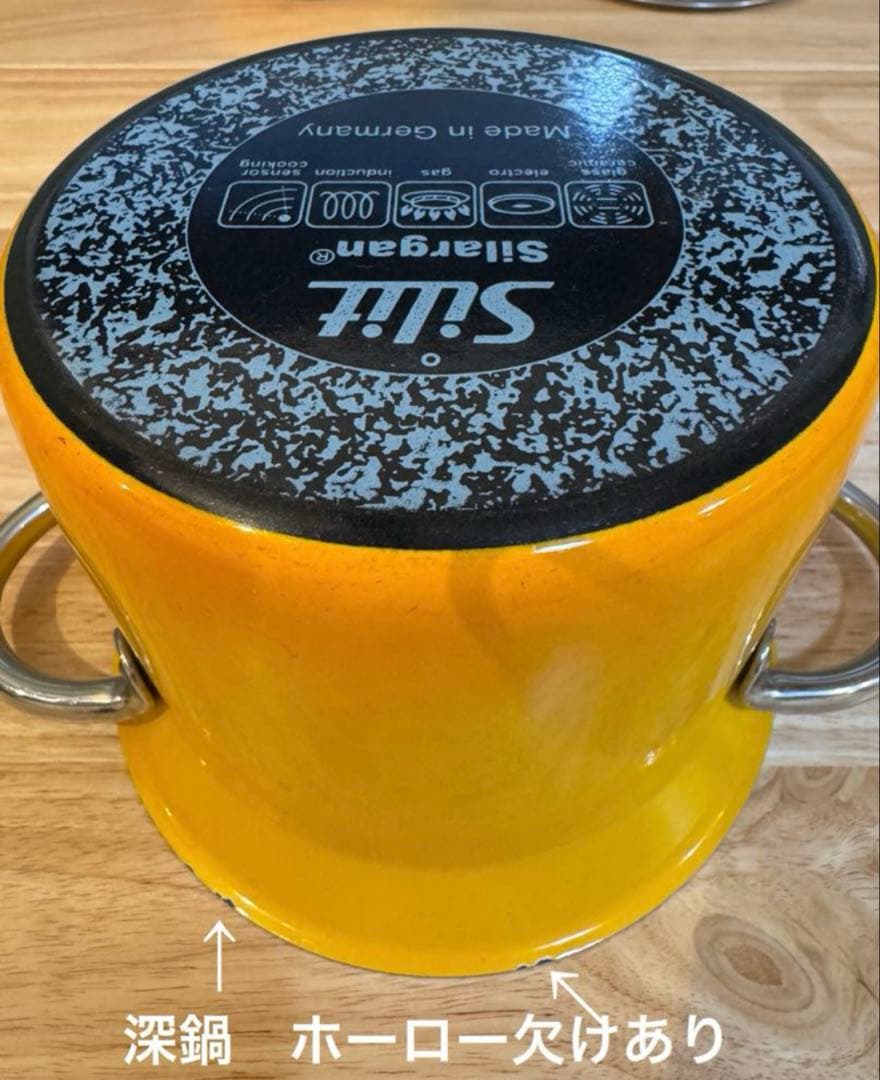 Made in Germany
glass ceramic electro gas induction sensor cooking
Silargan®
Silit
深鍋 ホーロー欠けあり